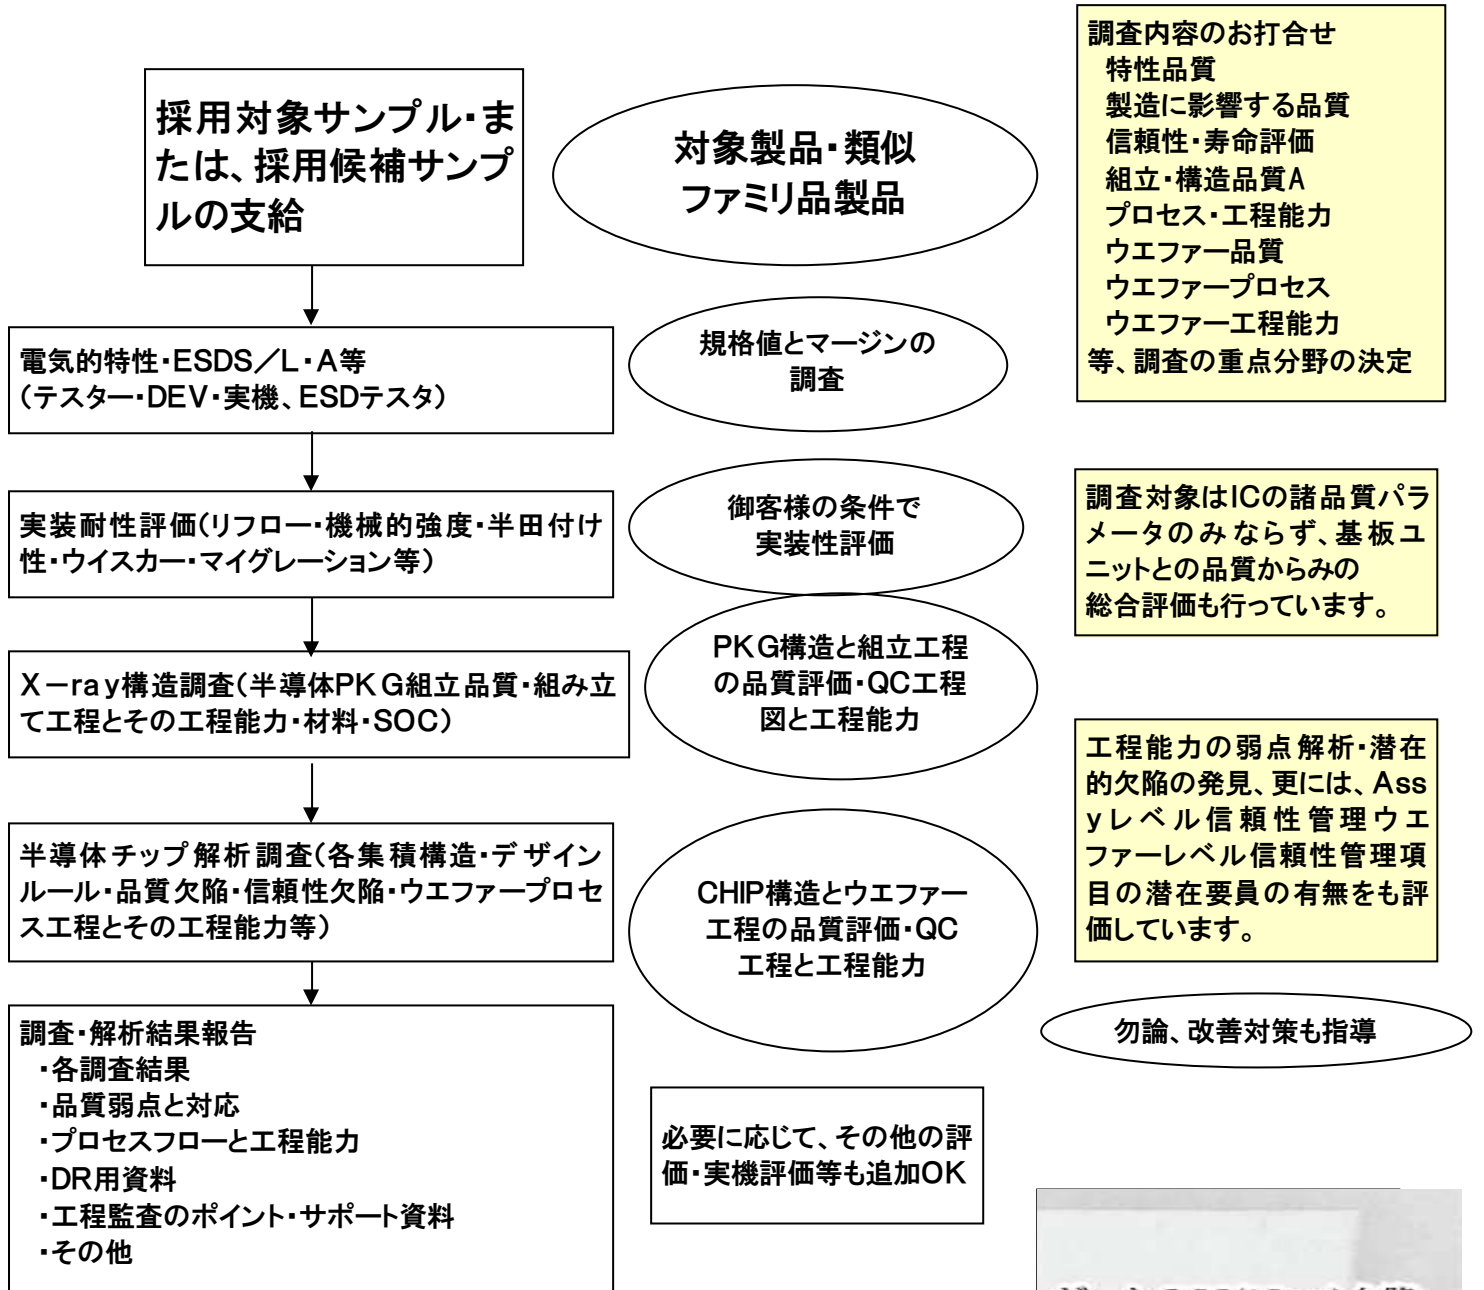 採用対象サンプル・ま
たは、採用候補サンプ
ルの支給
対象製品・類似
ファミリ品製品
調査内容のお打合せ
特性品質
製造に影響する品質
信頼性・寿命評価
組立・構造品質A
プロセス・工程能力
ウエファー品質
ウエファープロセス
ウエファー工程能力
等、調査の重点分野の決定
電気的特性・ESDS／L・A等
（テスター・DEV・実機、ESDテスタ）
規格値とマージンの
調査
実装耐性評価（リフロー・機械的強度・半田付け
性・ウイスカー・マイグレーション等）
御客様の条件で
実装性評価
調査対象はICの諸品質パラ
メータのみならず、基板ユ
ニットとの品質からみの
総合評価も行っています。
X－ray構造調査（半導体PKG組立品質・組み立
て工程とその工程能力・材料・SOC）
PKG構造と組立工程
の品質評価・QC工程
図と工程能力
工程能力の弱点解析・潜在
的欠陥の発見、更には、Ass
yレベル信頼性管理ウエ
ファーレベル信頼性管理項
目の潜在要員の有無をも評
価しています。
半導体チップ解析調査（各集積構造・デザイン
ルール・品質欠陥・信頼性欠陥・ウエファープロセ
ス工程とその工程能力等）
CHIP構造とウエファー
工程の品質評価・QC
工程と工程能力
勿論、改善対策も指導
調査・解析結果報告
・各調査結果
・品質弱点と対応
・プロセスフローと工程能力
・DR用資料
・工程監査のポイント・サポート資料
・その他
必要に応じて、その他の評
価・実機評価等も追加OK